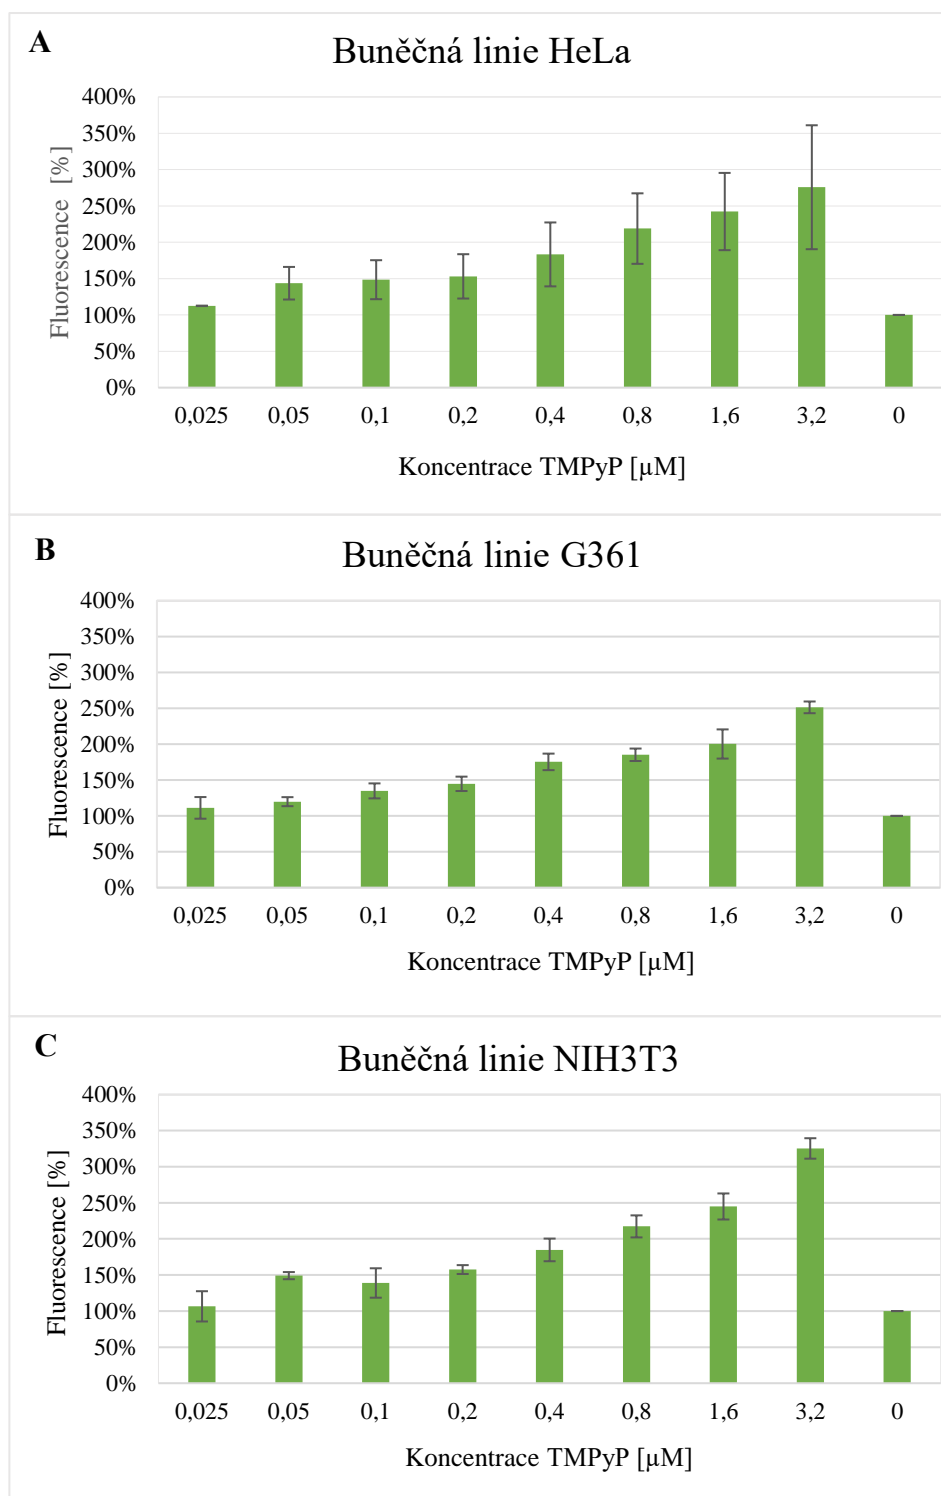 A
Buněčná linie HeLa
Fluorescence [%]
400%
350%
300%
250%
200%
150%
100%
50%
0%
0,025 0,05 0,1 0,2 0,4 0,8 1,6 3,2 0
Koncentrace TMPyP [µM]
B
Buněčná linie G361
Fluorescence [%]
400%
350%
300%
250%
200%
150%
100%
50%
0%
0,025 0,05 0,1 0,2 0,4 0,8 1,6 3,2 0
Koncentrace TMPyP [µM]
C
Buněčná linie NIH3T3
Fluorescence [%]
400%
350%
300%
250%
200%
150%
100%
50%
0%
0,025 0,05 0,1 0,2 0,4 0,8 1,6 3,2 0
Koncentrace TMPyP [µM]